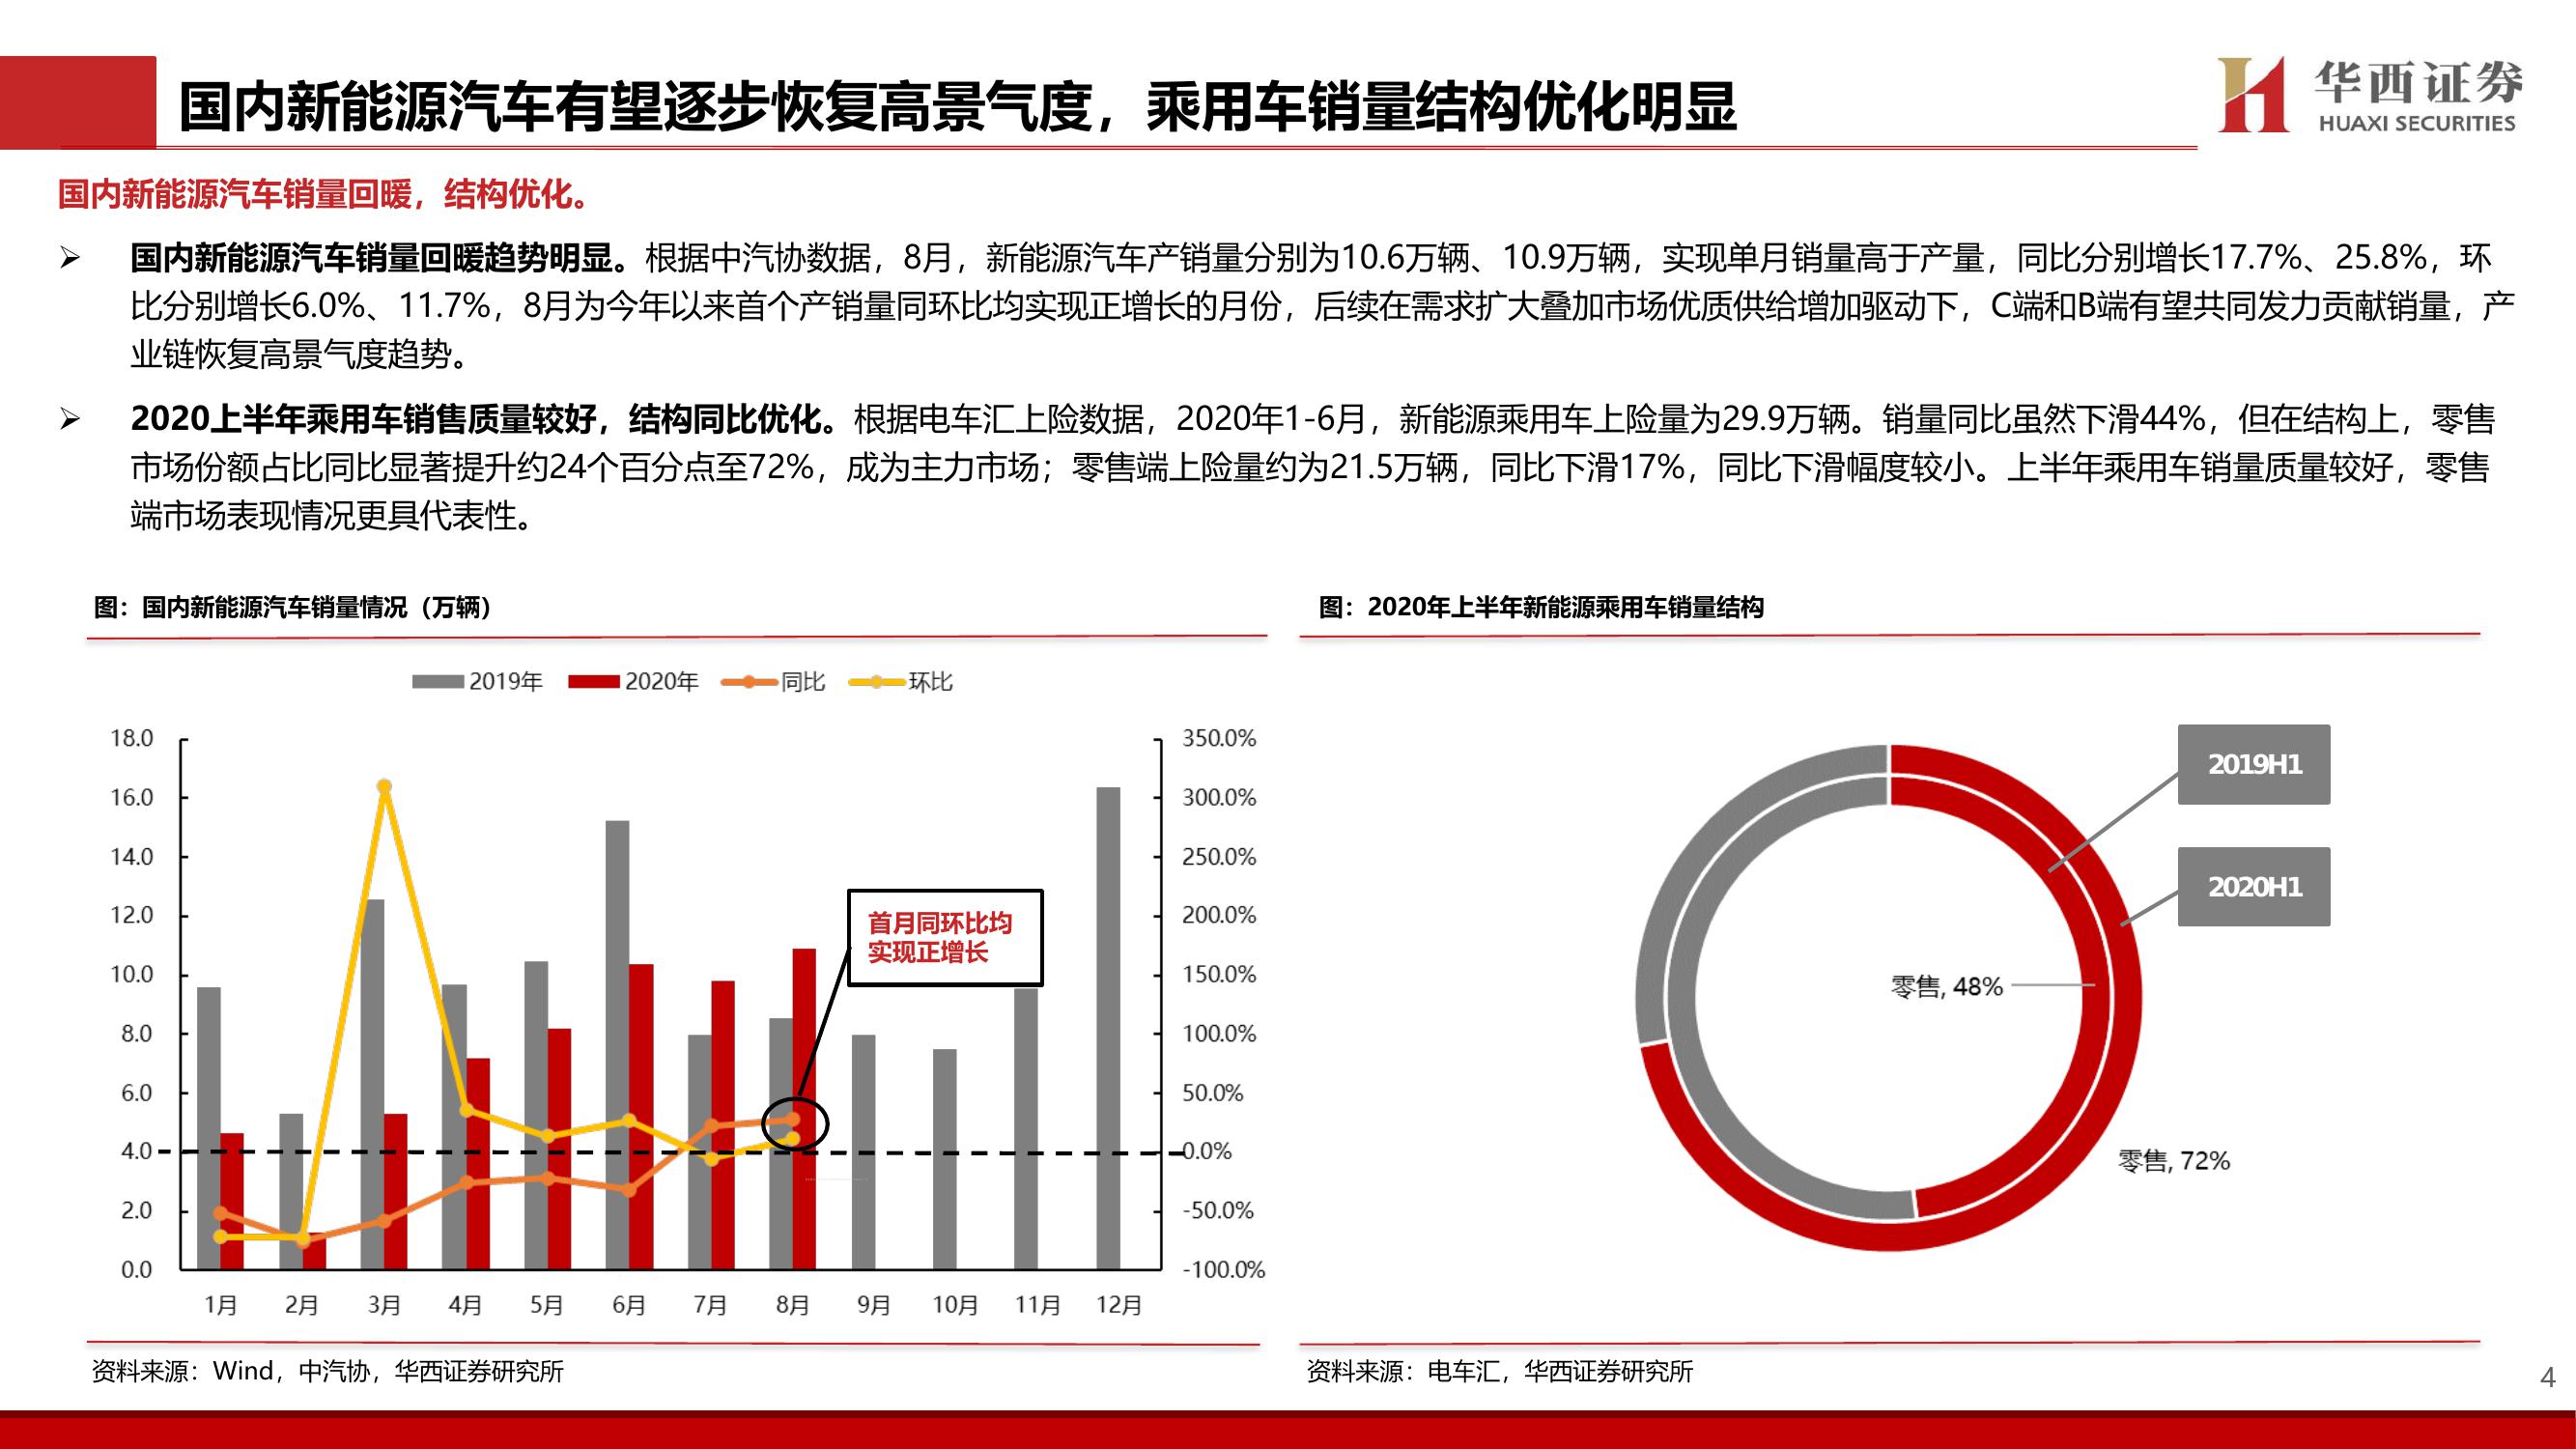 国内新能源汽车有望逐步恢复高景气度，乘用车销量结构优化明显
华西证券
HUAXI SECURITIES
国内新能源汽车销量回暖，结构优化。
➢ 国内新能源汽车销量回暖趋势明显。根据中汽协数据，8月，新能源汽车产销量分别为10.6万辆、10.9万辆，实现单月销量高于产量，同比分别增长17.7%、25.8%，环
比分别增长6.0%、11.7%，8月为今年以来首个产销量同环比均实现正增长的月份，后续在需求扩大叠加市场优质供给增加驱动下，C端和B端有望共同发力贡献销量，产
业链恢复高景气度趋势。
➢ 2020上半年乘用车销售质量较好，结构同比优化。根据电车汇上险数据，2020年1-6月，新能源乘用车上险量为29.9万辆。销量同比虽然下滑44%，但在结构上，零售
市场份额占比同比显著提升约24个百分点至72%，成为主力市场；零售端上险量约为21.5万辆，同比下滑17%，同比下滑幅度较小。上半年乘用车销量质量较好，零售
端市场表现情况更具代表性。
图：国内新能源汽车销量情况（万辆）
2019年 2020年 同比 环比
18.0 350.0%
16.0 300.0%
14.0 250.0%
12.0 200.0%
10.0 150.0%
8.0 100.0%
6.0 50.0%
4.0 0.0%
2.0 -50.0%
0.0 -100.0%
首月同环比均
实现正增长
1月 2月 3月 4月 5月 6月 7月 8月 9月 10月 11月 12月
资料来源：Wind，中汽协，华西证券研究所
图：2020年上半年新能源乘用车销量结构
2019H1
2020H1
零售, 48%
零售, 72%
资料来源：电车汇，华西证券研究所
4